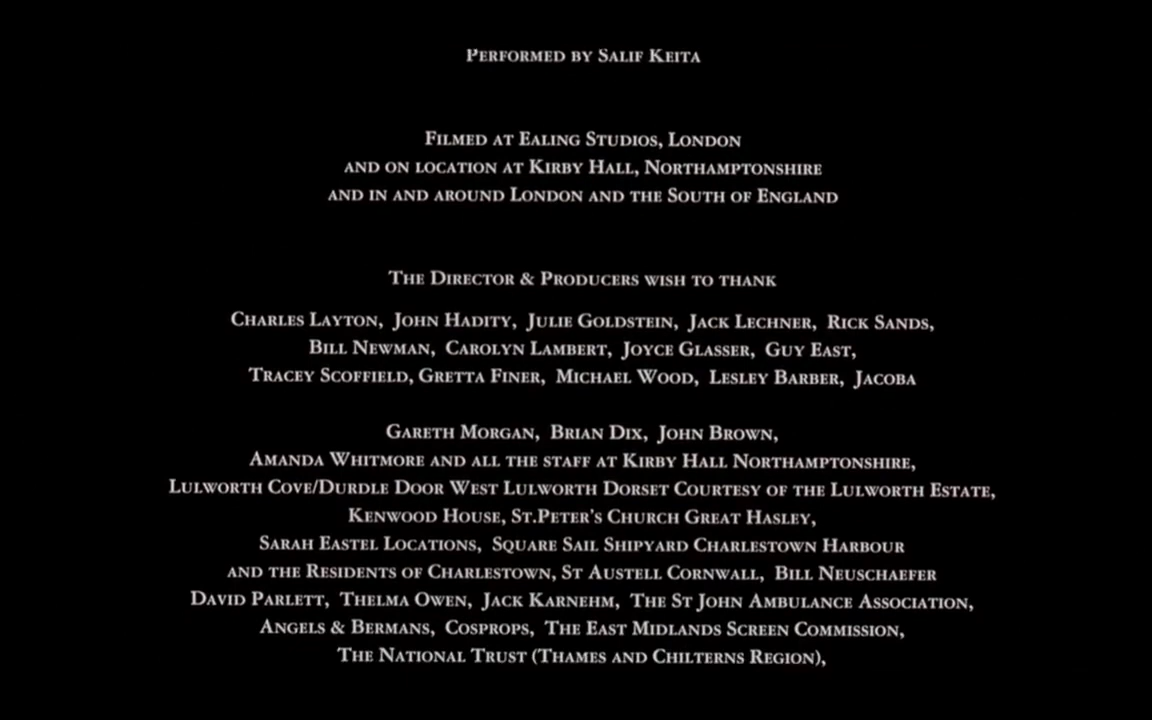 Performed by Salif Keita
Filmed at Ealing Studios, London
and on location at Kirby Hall, Northamptonshire
and in and around London and the South of England
The Director & Producers wish to thank
Charles Layton, John Hadity, Julie Goldstein, Jack Lechner, Rick Sands,
Bill Newman, Carolyn Lambert, Joyce Glasser, Guy East,
Tracey Scoffield, Gretta Finer, Michael Wood, Lesley Barber, Jacoba
Gareth Morgan, Brian Dix, John Brown,
Amanda Whitmore and all the staff at Kirby Hall Northamptonshire,
Lulworth Cove/Durdle Door West Lulworth Dorset Courtesy of the Lulworth Estate,
Kenwood House, St.Peter's Church Great Hasley,
Sarah Eastel Locations, Square Sail Shipyard Charlestown Harbour
and the Residents of Charlestown, St Austell Cornwall, Bill Neuschaefer
David Parlett, Thelma Owen, Jack Karnehm, The St John Ambulance Association,
Angels & Bermans, Cosprops, The East Midlands Screen Commission,
The National Trust (Thames and Chilterns Region),